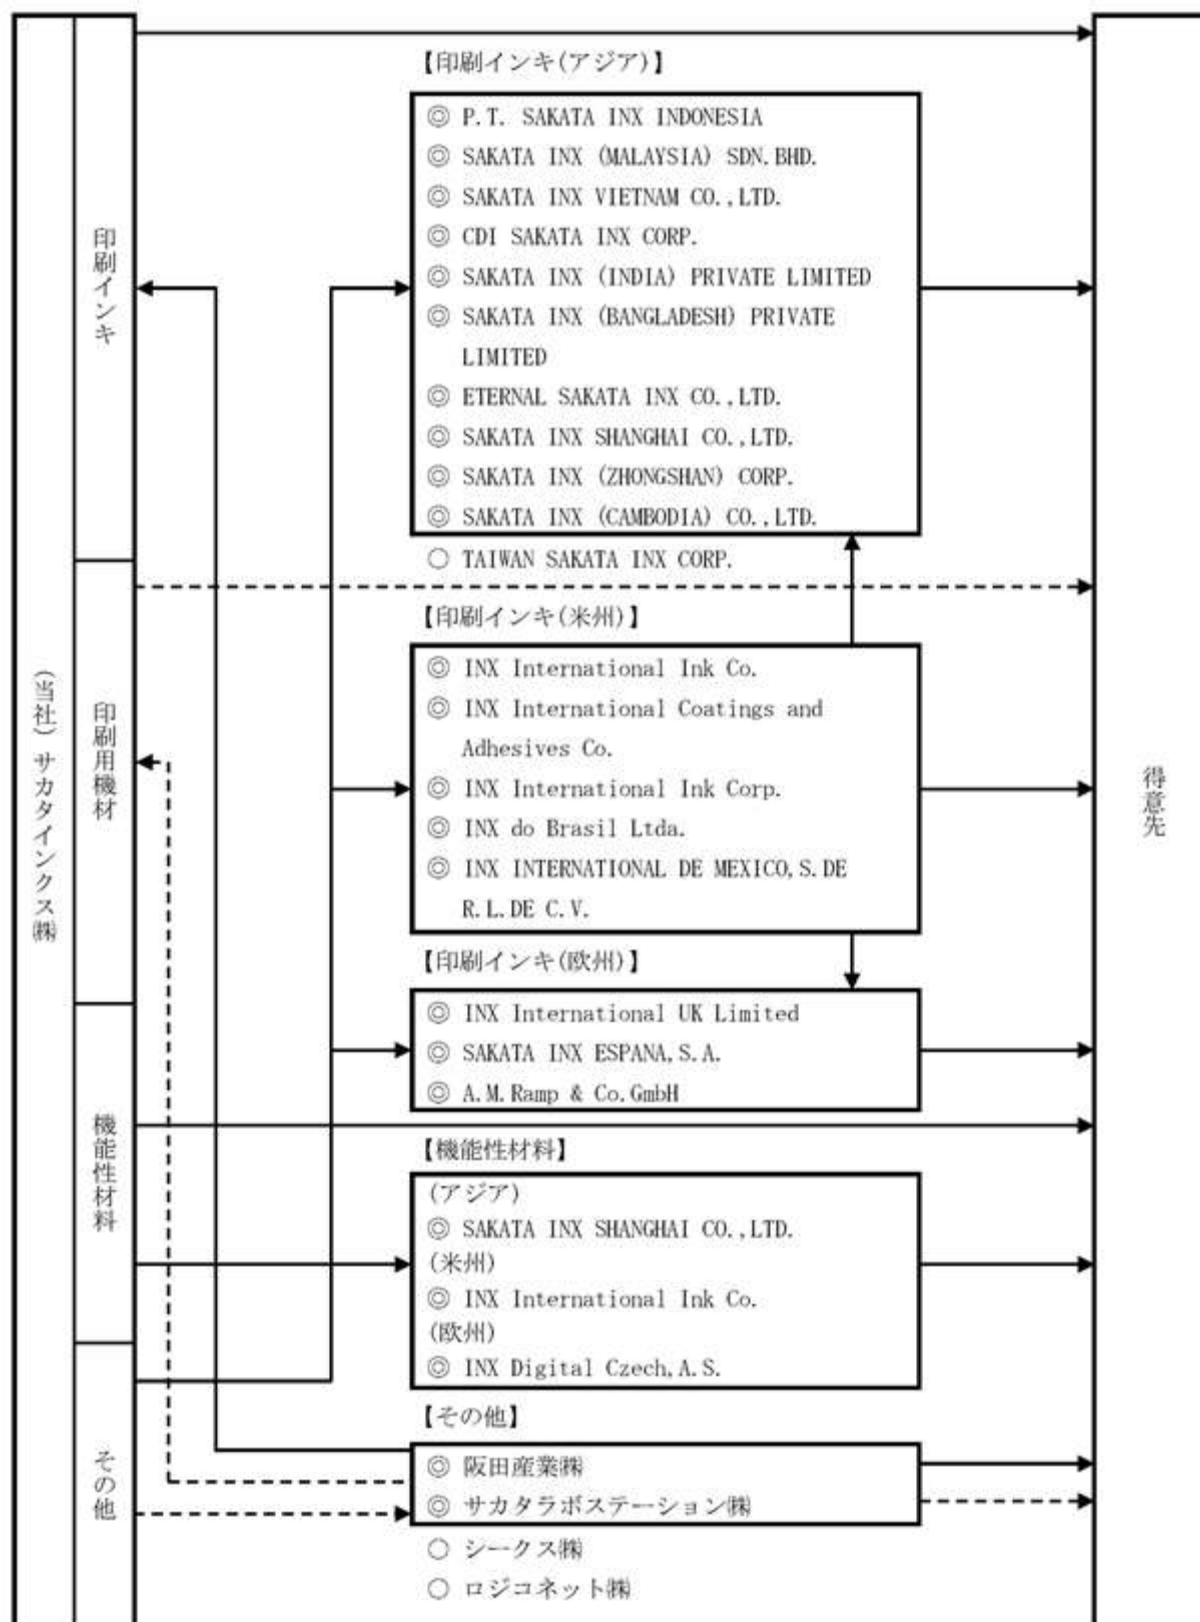 (当社) サカタインクス㈱
印刷インキ
印刷用機材
機能性材料
その他
【印刷インキ(アジア)】
◎ P.T. SAKATA INX INDONESIA
◎ SAKATA INX (MALAYSIA) SDN.BHD.
◎ SAKATA INX VIETNAM CO.,LTD.
◎ CDI SAKATA INX CORP.
◎ SAKATA INX (INDIA) PRIVATE LIMITED
◎ SAKATA INX (BANGLADESH) PRIVATE
LIMITED
◎ ETERNAL SAKATA INX CO.,LTD.
◎ SAKATA INX SHANGHAI CO.,LTD.
◎ SAKATA INX (ZHONGSHAN) CORP.
◎ SAKATA INX (CAMBODIA) CO.,LTD.
○ TAIWAN SAKATA INX CORP.
【印刷インキ(米州)】
◎ INX International Ink Co.
◎ INX International Coatings and
Adhesives Co.
◎ INX International Ink Corp.
◎ INX do Brasil Ltda.
◎ INX INTERNATIONAL DE MEXICO,S.DE
R.L.DE C.V.
【印刷インキ(欧州)】
◎ INX International UK Limited
◎ SAKATA INX ESPANA,S.A.
◎ A.M.Ramp & Co.GmbH
【機能性材料】
(アジア)
◎ SAKATA INX SHANGHAI CO.,LTD.
(米州)
◎ INX International Ink Co.
(欧州)
◎ INX Digital Czech,A.S.
【その他】
◎ 阪田産業㈱
◎ サカタラボステーション㈱
○ シークス㈱
○ ロジコネット㈱
得意先